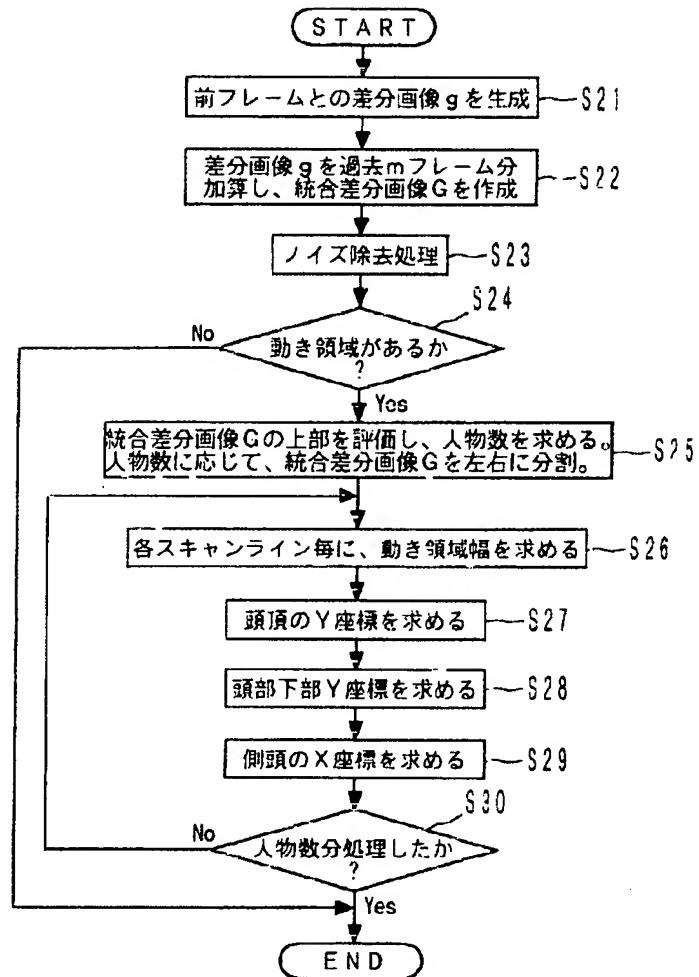 START
前フレームとの差分画像gを生成
S21
差分画像gを過去mフレーム分
加算し、統合差分画像Gを作成
S22
ノイズ除去処理
S23
S24
No
動き領域があるか
?
Yes
統合差分画像Gの上部を評価し、人物数を求める。
人物数に応じて、統合差分画像Gを左右に分割。
S25
各スキャンライン毎に、動き領域幅を求める
S26
頭頂のY座標を求める
S27
頭部下部Y座標を求める
S28
側頭のX座標を求める
S29
S30
No
人物数分処理したか
?
Yes
END